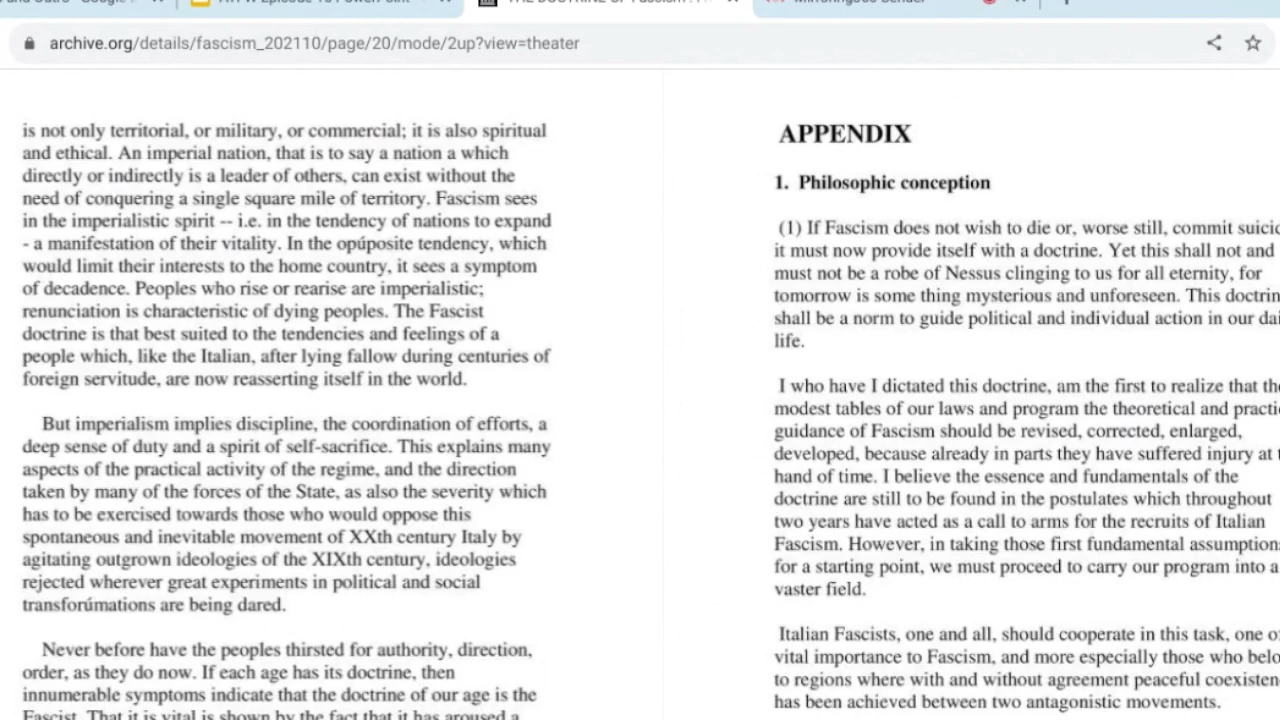 archive.org/details/fascism_202110/page/20/mode/2up?view=theater
is not only territorial, or military, or commercial; it is also spiritual
and ethical. An imperial nation, that is to say a nation a which
directly or indirectly is a leader of others, can exist without the
need of conquering a single square mile of territory. Fascism sees
in the imperialistic spirit -- i.e. in the tendency of nations to expand
- a manifestation of their vitality. In the opúposite tendency, which
would limit their interests to the home country, it sees a symptom
of decadence. Peoples who rise or rearise are imperialistic;
renunciation is characteristic of dying peoples. The Fascist
doctrine is that best suited to the tendencies and feelings of a
people which, like the Italian, after lying fallow during centuries of
foreign servitude, are now reasserting itself in the world.
But imperialism implies discipline, the coordination of efforts, a
deep sense of duty and a spirit of self-sacrifice. This explains many
aspects of the practical activity of the regime, and the direction
taken by many of the forces of the State, as also the severity which
has to be exercised towards those who would oppose this
spontaneous and inevitable movement of XXth century Italy by
agitating outgrown ideologies of the XIXth century, ideologies
rejected wherever great experiments in political and social
transforúmations are being dared.
Never before have the peoples thirsted for authority, direction,
order, as they do now. If each age has its doctrine, then
innumerable symptoms indicate that the doctrine of our age is the
Fascist. That it is vital is shown by the fact that it has aroused a
APPENDIX
1. Philosophic conception
(1) If Fascism does not wish to die or, worse still, commit suicid
it must now provide itself with a doctrine. Yet this shall not and
must not be a robe of Nessus clinging to us for all eternity, for
tomorrow is some thing mysterious and unforeseen. This doctrin
shall be a norm to guide political and individual action in our dai
life.
I who have I dictated this doctrine, am the first to realize that the
modest tables of our laws and program the theoretical and practic
guidance of Fascism should be revised, corrected, enlarged,
developed, because already in parts they have suffered injury at t
hand of time. I believe the essence and fundamentals of the
doctrine are still to be found in the postulates which throughout
two years have acted as a call to arms for the recruits of Italian
Fascism. However, in taking those first fundamental assumption
for a starting point, we must proceed to carry our program into a
vaster field.
Italian Fascists, one and all, should cooperate in this task, one of
vital importance to Fascism, and more especially those who belo
to regions where with and without agreement peaceful coexisten
has been achieved between two antagonistic movements.